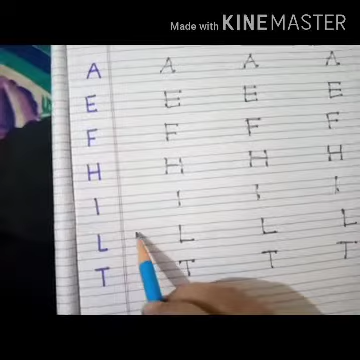 Made with KINEMASTER
A A A A
E E E E
F F F F
H H H H
I I I I
L L L L
T T T T